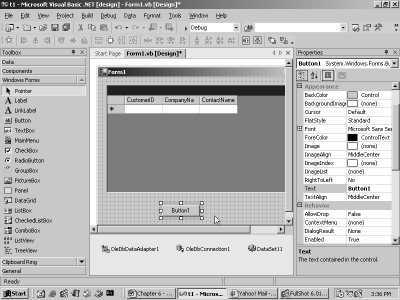 t1 - Microsoft Visual Basic .NET [design] - Form1.vb [Design]*
File Edit View Project Build Debug Data Format Tools Window Help
Debug
Toolbox
Start Page Form1.vb [Design]*
Properties
Data
Components
Windows Forms
Pointer
Label
LinkLabel
Button
TextBox
MainMenu
CheckBox
RadioButton
GroupBox
PictureBox
Panel
DataGrid
ListBox
CheckedListBox
ComboBox
ListView
TreeView
Clipboard Ring
General
Form1
CustomerID CompanyNa ContactName
Button1
OleDbDataAdapter1 OleDbConnection1 DataSet11
Button1 System.Windows.Forms.Bu
Appearance
BackColor Control
BackgroundImage (none)
Cursor Default
FlatStyle Standard
Font Microsoft Sans Ser
ForeColor ControlText
Image (none)
ImageAlign MiddleCenter
ImageIndex (none)
ImageList (none)
RightToLeft No
Text Button1
TextAlign MiddleCenter
Behavior
AllowDrop False
ContextMenu (none)
DialogResult None
Enabled True
Text
The text contained in the control.
Ready
Start
Chapter 6 - ...
t1 - Micros...
Yahoo! Mail -...
FullShot 6.01
3:36 PM